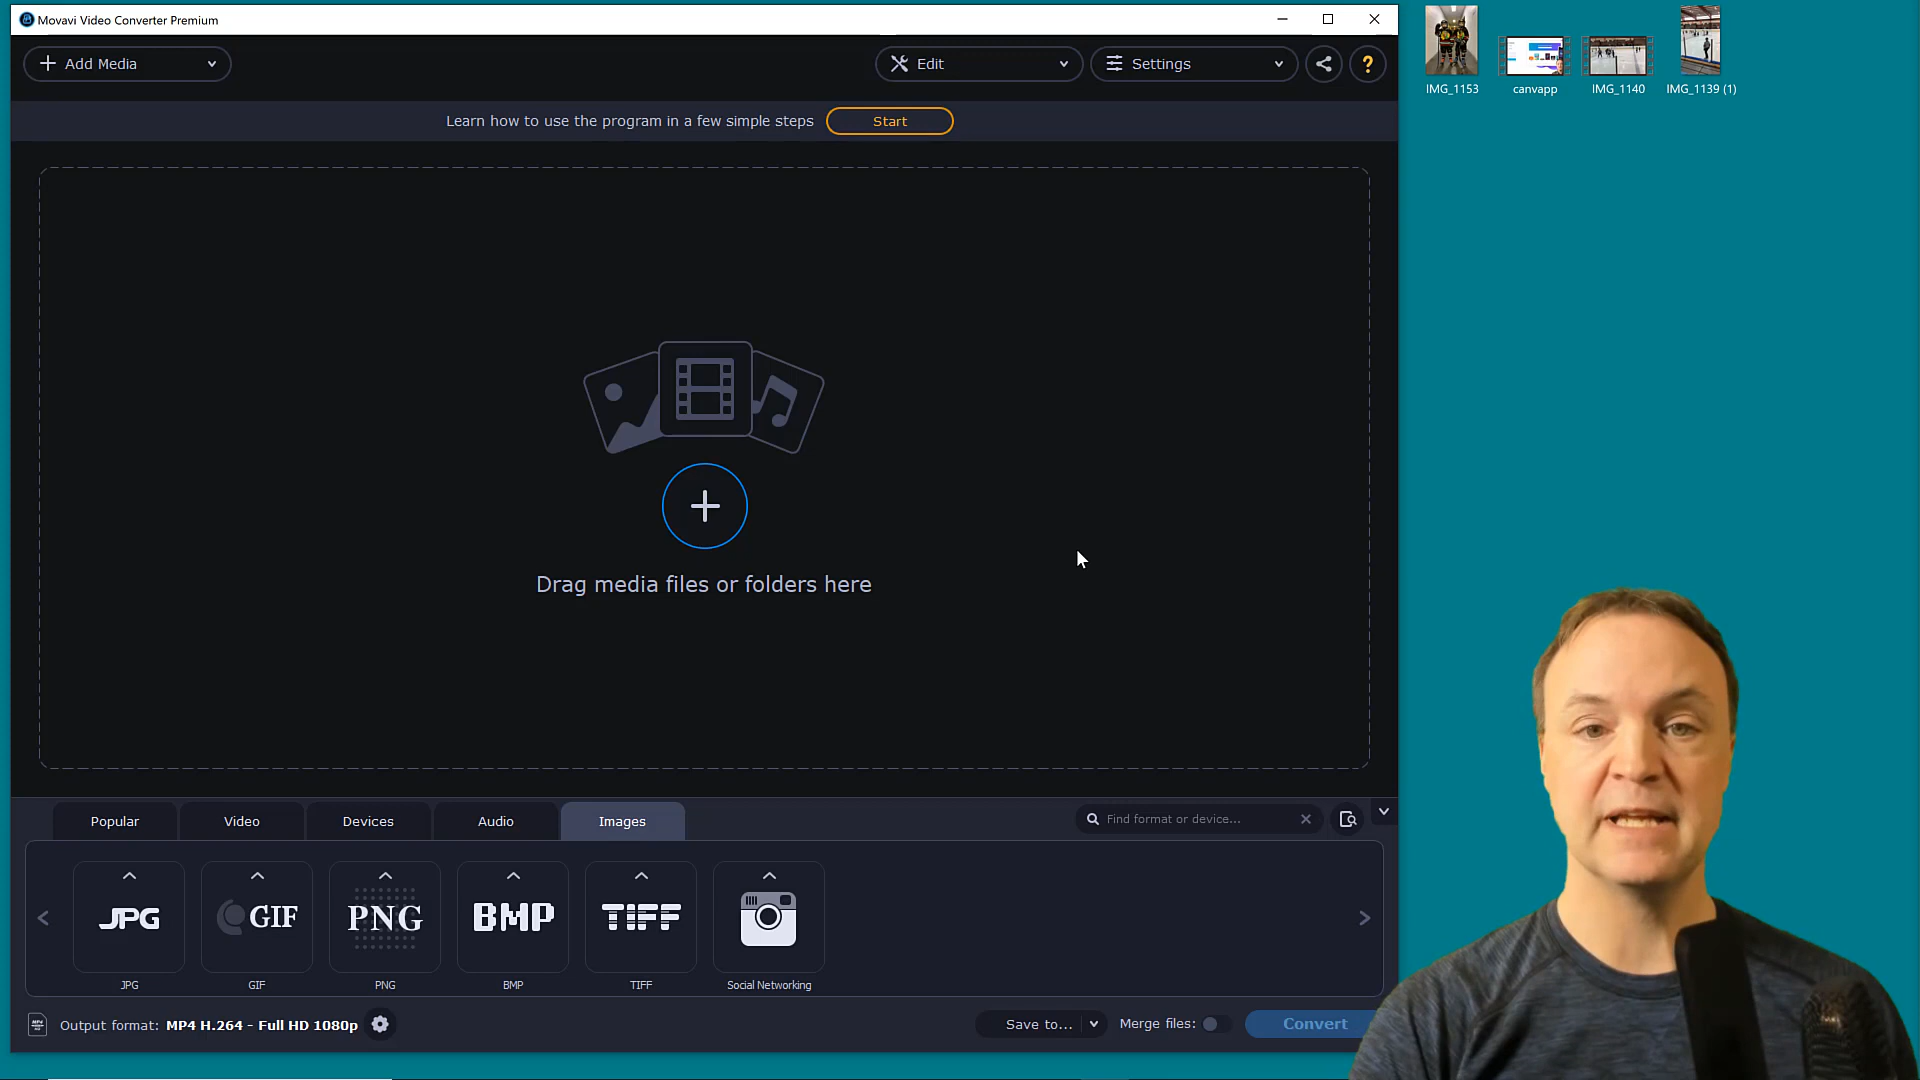 Movavi Video Converter Premium
Add Media
Edit
Settings
?
IMG_1153
canvapp
IMG_1140
IMG_1139 (1)
Learn how to use the program in a few simple steps
Start
Drag media files or folders here
Popular
Video
Devices
Audio
Images
Find format or device...
JPG
GIF
PNG
BMP
TIFF
JPG
GIF
PNG
BMP
TIFF
Social Networking
Output format: MP4 H.264 - Full HD 1080p
Save to...
Merge files:
Convert